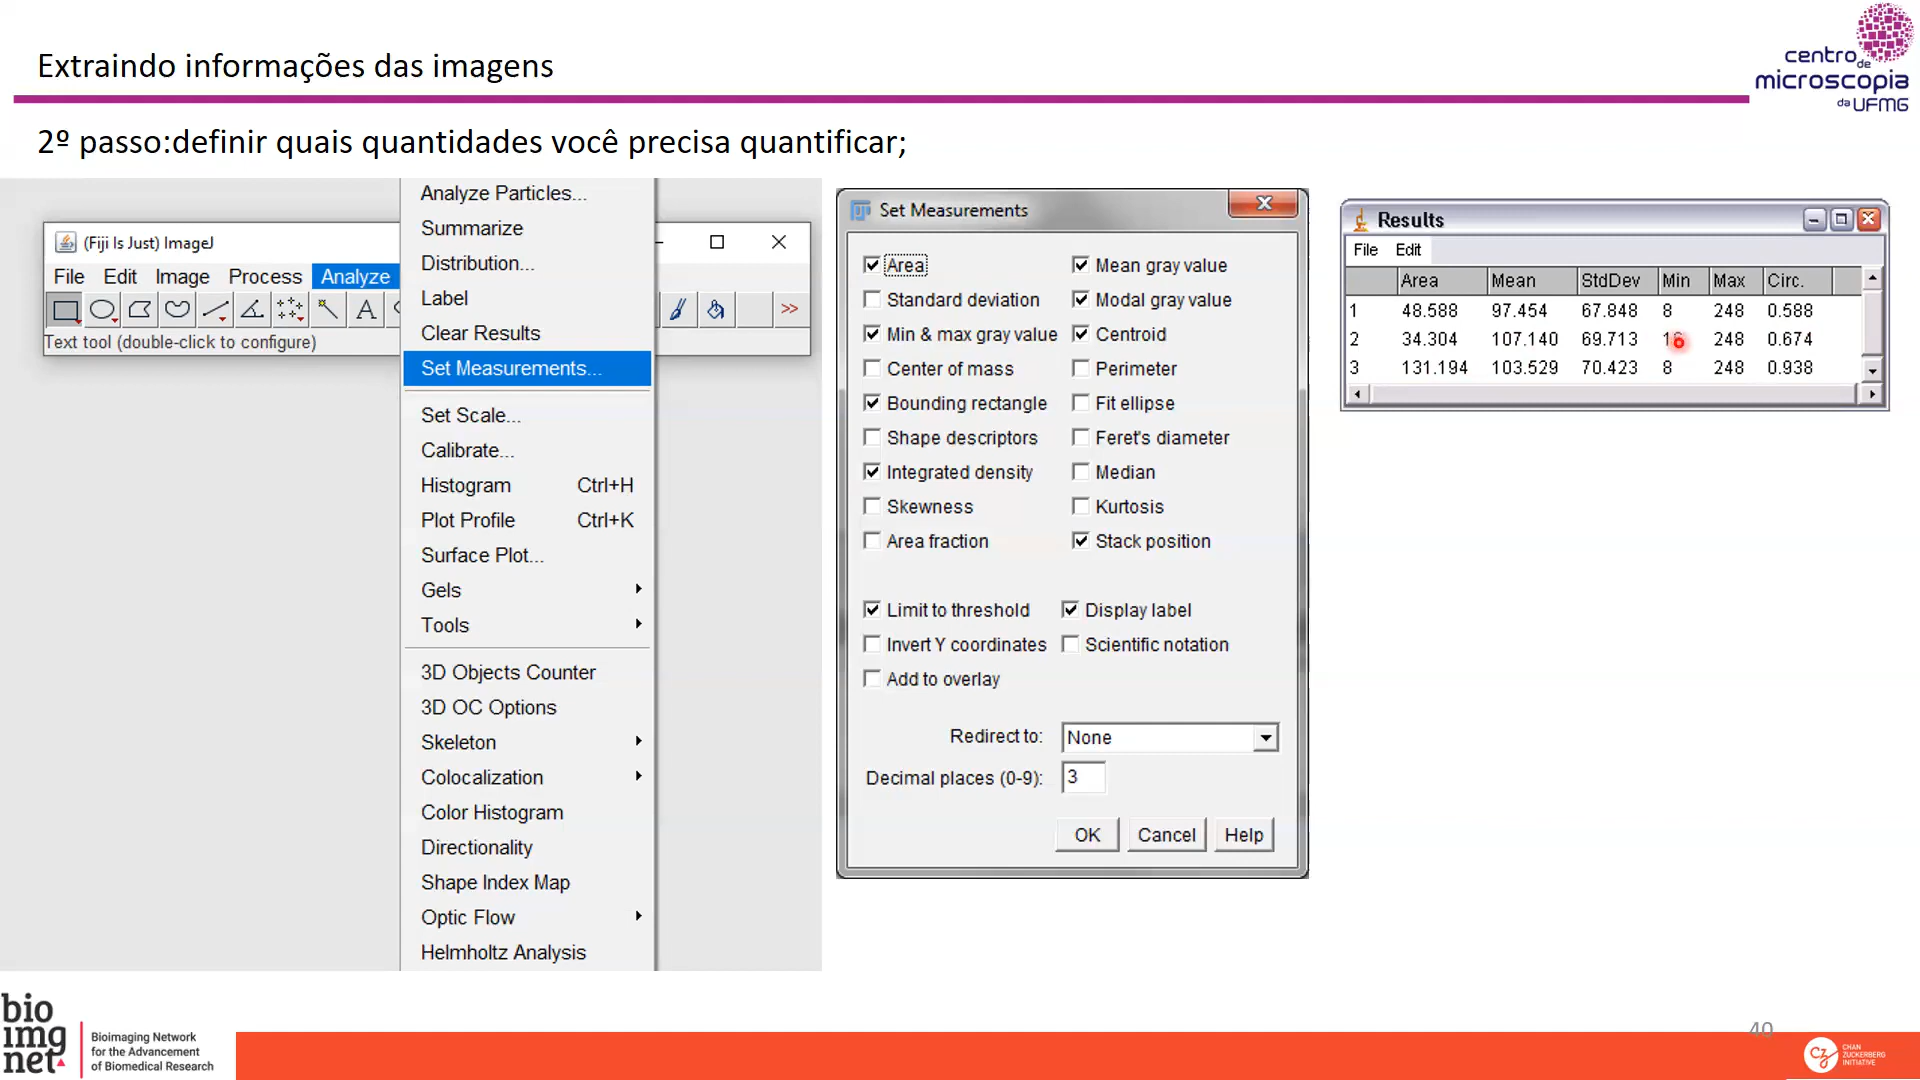 Extraindo informações das imagens
centro de
microscopia
da UFMG
2º passo:definir quais quantidades você precisa quantificar;
(Fiji Is Just) ImageJ
File Edit Image Process Analyze
Text tool (double-click to configure)
>>
Analyze Particles...
Summarize
Distribution...
Label
Clear Results
Set Measurements...
Set Scale...
Calibrate...
Histogram Ctrl+H
Plot Profile Ctrl+K
Surface Plot...
Gels
Tools
3D Objects Counter
3D OC Options
Skeleton
Colocalization
Color Histogram
Directionality
Shape Index Map
Optic Flow
Helmholtz Analysis
Set Measurements
Area Mean gray value
Standard deviation Modal gray value
Min & max gray value Centroid
Center of mass Perimeter
Bounding rectangle Fit ellipse
Shape descriptors Feret's diameter
Integrated density Median
Skewness Kurtosis
Area fraction Stack position
Limit to threshold Display label
Invert Y coordinates Scientific notation
Add to overlay
Redirect to: None
Decimal places (0-9): 3
OK Cancel Help
Results
File Edit
Area Mean StdDev Min Max Circ.
1 48.588 97.454 67.848 8 248 0.588
2 34.304 107.140 69.713 248 0.674
3 131.194 103.529 70.423 8 248 0.938
bio
img
net
Bioimaging Network
for the Advancement
of Biomedical Research
40
CZ
CHAN
ZUCKERBERG
INITIATIVE